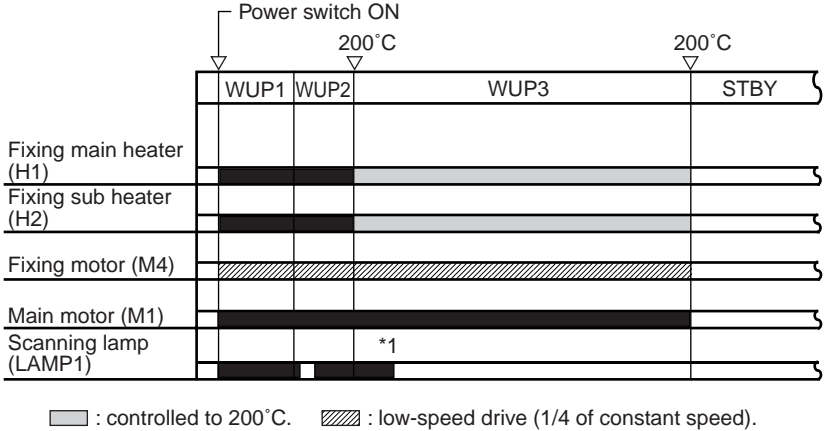 Power switch ON
200˚C 200˚C
WUP1 WUP2 WUP3 STBY
Fixing main heater
(H1)
Fixing sub heater
(H2)
Fixing motor (M4)
Main motor (M1)
Scanning lamp
(LAMP1)
*1
: controlled to 200˚C. : low-speed drive (1/4 of constant speed).